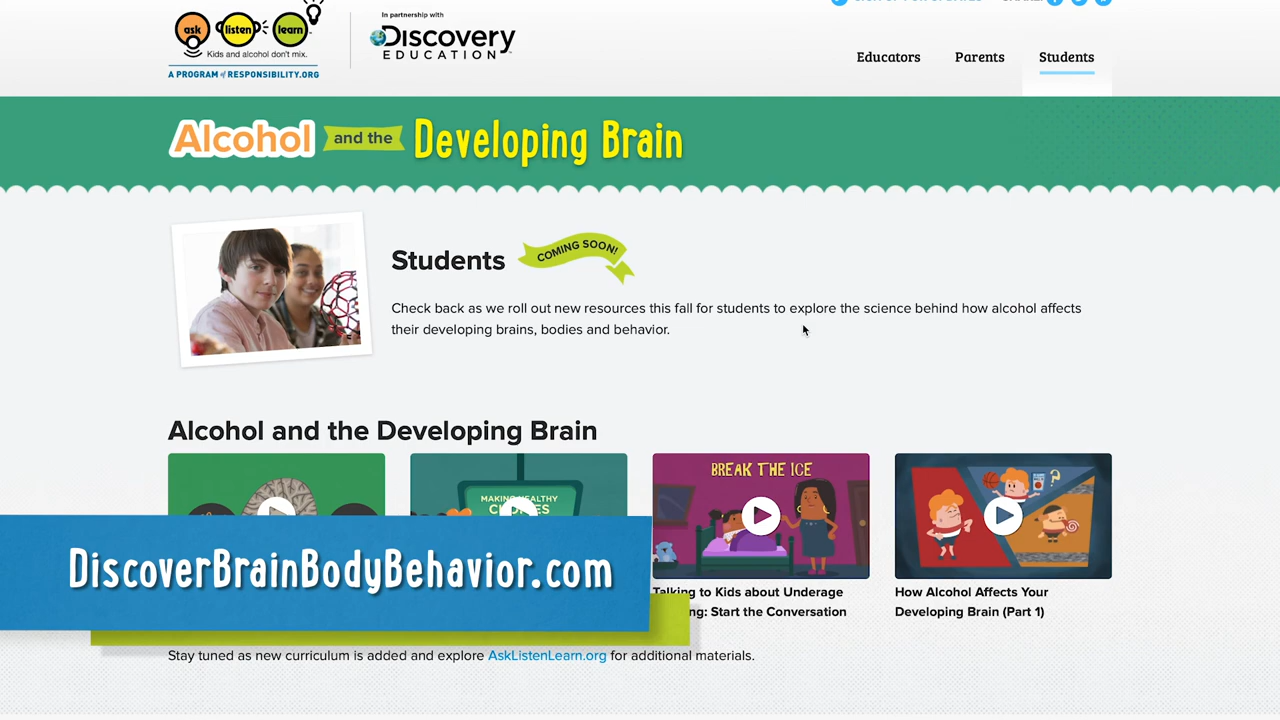 ask listen learn
Kids and alcohol don't mix.
A PROGRAM of RESPONSIBILITY.ORG
In partnership with
Discovery
EDUCATION
Educators Parents Students
Alcohol and the Developing Brain
Students COMING SOON!
Check back as we roll out new resources this fall for students to explore the science behind how alcohol affects
their developing brains, bodies and behavior.
Alcohol and the Developing Brain
MAKING HEALTHY
BREAK THE ICE
DiscoverBrainBodyBehavior.com
Talking to Kids about Underage
: Start the Conversation
How Alcohol Affects Your
Developing Brain (Part 1)
Stay tuned as new curriculum is added and explore AskListenLearn.org for additional materials.